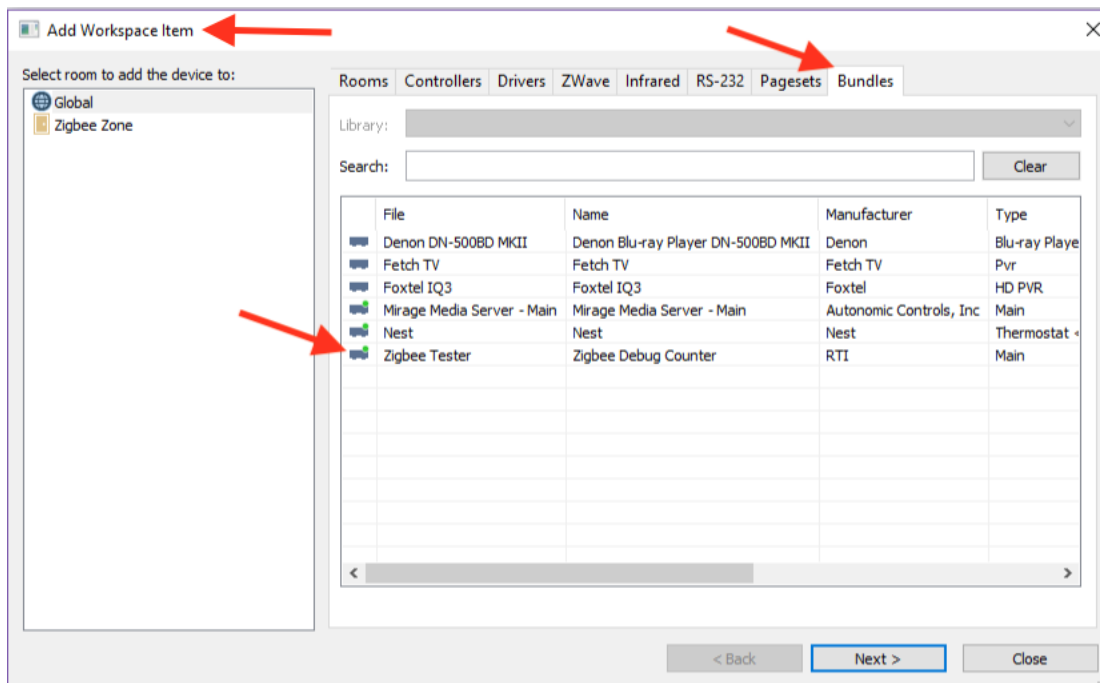 Add Workspace Item
Select room to add the device to:
Global
Zigbee Zone
Rooms Controllers Drivers ZWave Infrared RS-232 Pagesets Bundles
Library:
Search: Clear
File Name Manufacturer Type
Denon DN-500BD MKII Denon Blu-ray Player DN-500BD MKII Denon Blu-ray Playe
Fetch TV Fetch TV Fetch TV Pvr
Foxtel IQ3 Foxtel IQ3 Foxtel HD PVR
Mirage Media Server - Main Mirage Media Server - Main Autonomic Controls, Inc Main
Nest Nest Nest Thermostat
Zigbee Tester Zigbee Debug Counter RTI Main
< Back Next > Close